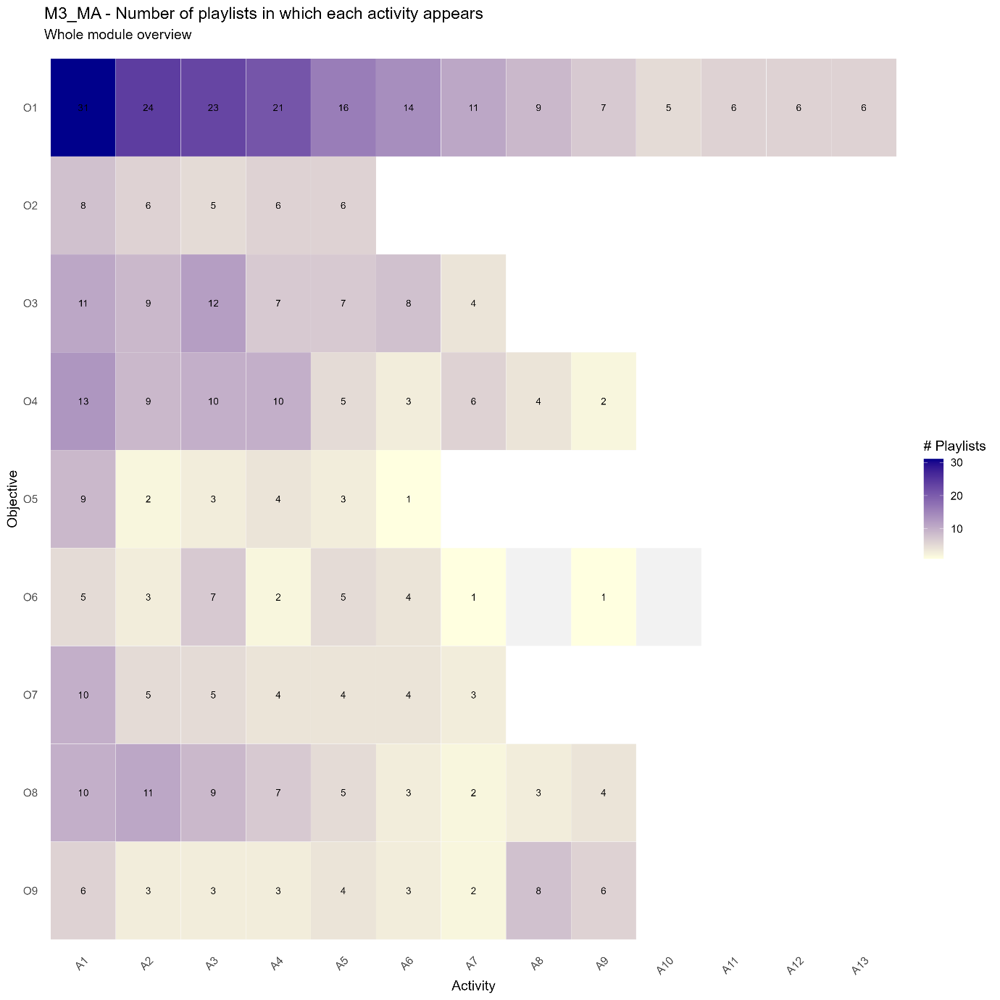 M3_MA - Number of playlists in which each activity appears
Whole module overview
O1 31 24 23 21 16 14 11 9 7 5 6 6 6
O2 8 6 5 6 6
O3 11 9 12 7 7 8 4
O4 13 9 10 10 5 3 6 4 2
O5 9 2 3 4 3 1
O6 5 3 7 2 5 4 1 1
O7 10 5 5 4 4 4 3
O8 10 11 9 7 5 3 2 3 4
O9 6 3 3 3 4 3 2 8 6
A1 A2 A3 A4 A5 A6 A7 A8 A9 A10 A11 A12 A13
Activity
Objective
# Playlists
30
20
10